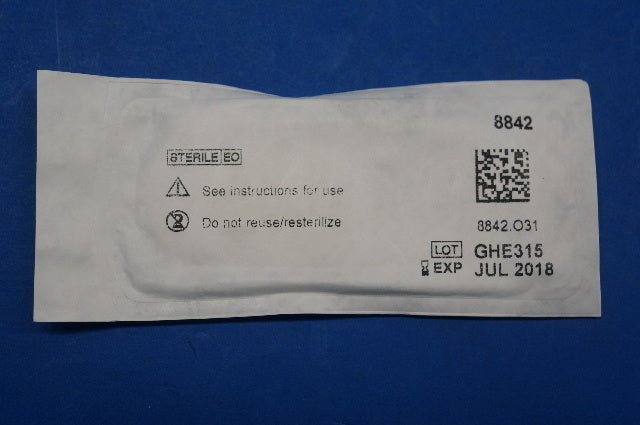 8842
STERILE EO
See instructions for use
Do not reuse/resterilize
8842.O31
LOT GHE315
EXP JUL 2018